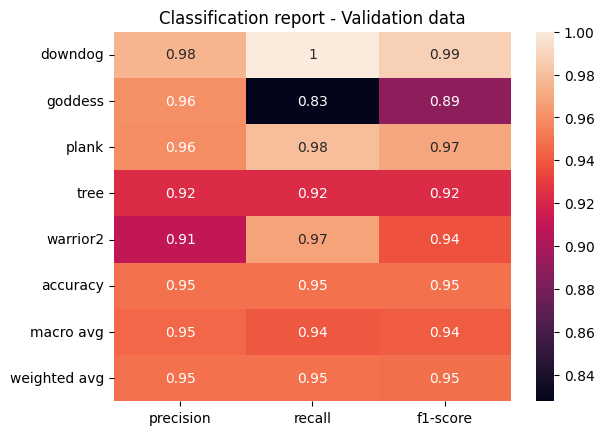 Classification report - Validation data
downdog 0.98 1 0.99
goddess 0.96 0.83 0.89
plank 0.96 0.98 0.97
tree 0.92 0.92 0.92
warrior2 0.91 0.97 0.94
accuracy 0.95 0.95 0.95
macro avg 0.95 0.94 0.94
weighted avg 0.95 0.95 0.95
precision recall f1-score
1.00
0.98
0.96
0.94
0.92
0.90
0.88
0.86
0.84